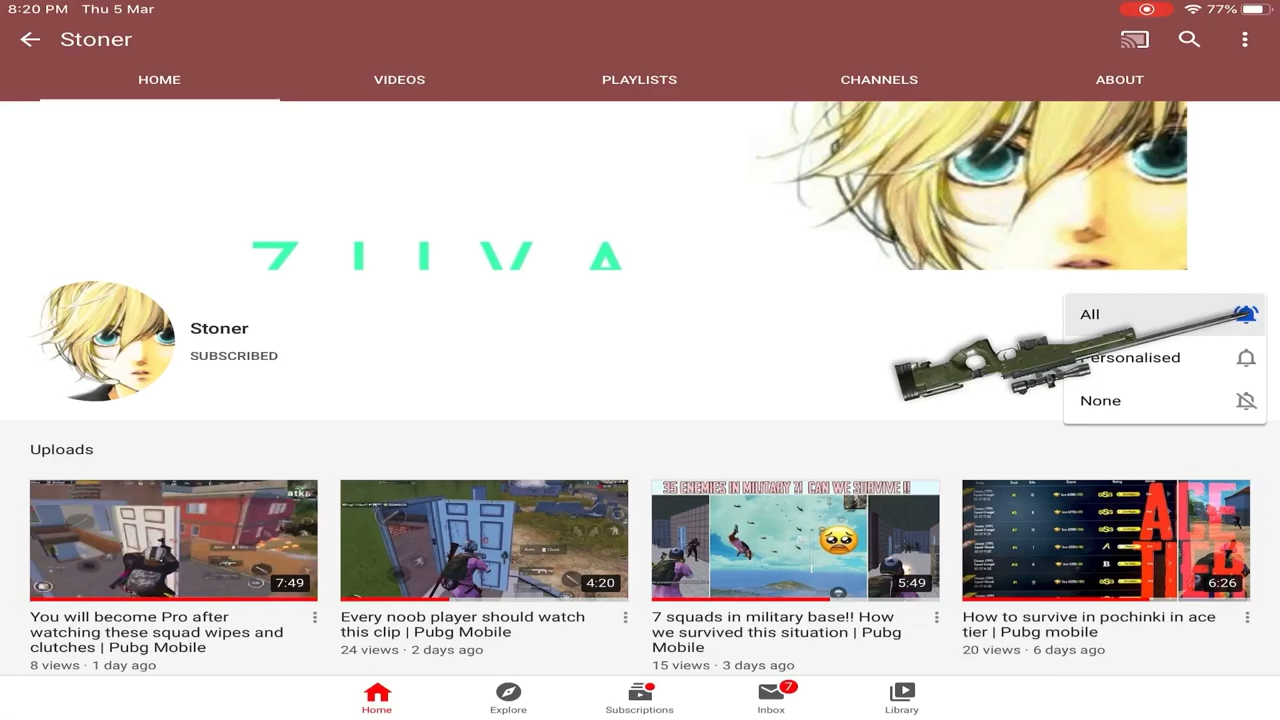 8:20 PM Thu 5 Mar
77%
Stoner
HOME VIDEOS PLAYLISTS CHANNELS ABOUT
Stoner
SUBSCRIBED
All
ersonalised
None
Uploads
35 ENEMIES IN MILITARY ?! CAN WE SURVIVE !!
7:49
4:20
5:49
6:26
You will become Pro after
watching these squad wipes and
clutches | Pubg Mobile
8 views · 1 day ago
Every noob player should watch
this clip | Pubg Mobile
24 views · 2 days ago
7 squads in military base!! How
we survived this situation | Pubg
Mobile
15 views · 3 days ago
How to survive in pochinki in ace
tier | Pubg mobile
20 views · 6 days ago
7
Home Explore Subscriptions Inbox Library